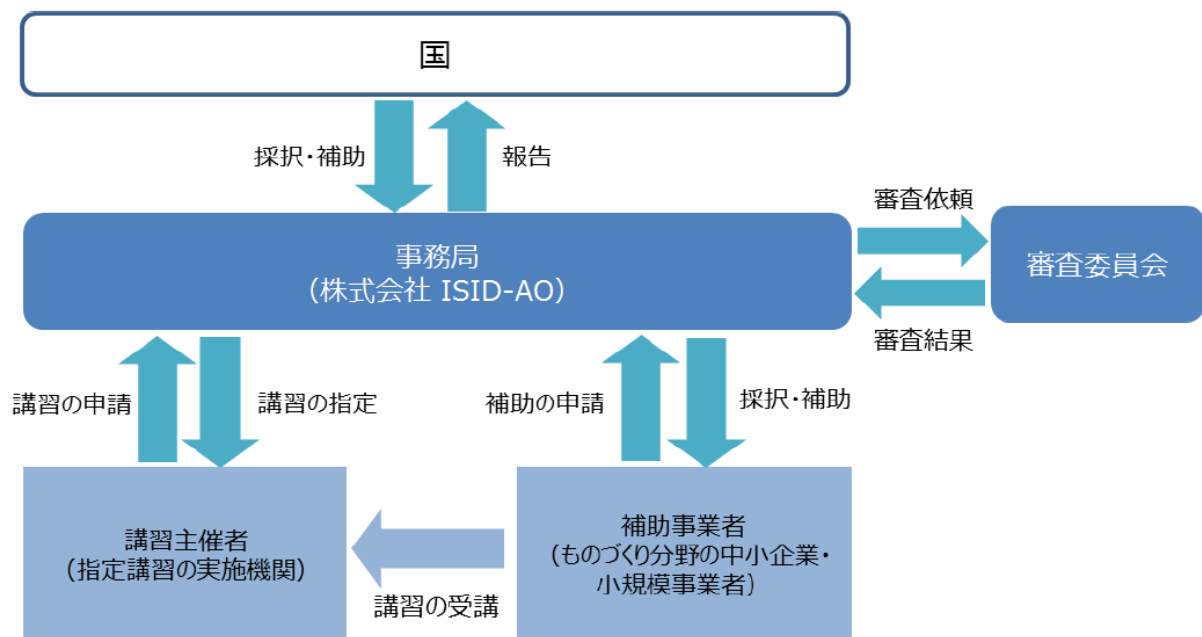 国
採択・補助
報告
事務局
（株式会社 ISID-AO）
審査依頼
審査委員会
審査結果
講習の申請
講習の指定
補助の申請
採択・補助
講習主催者
（指定講習の実施機関）
補助事業者
（ものづくり分野の中小企業・
小規模事業者）
講習の受講